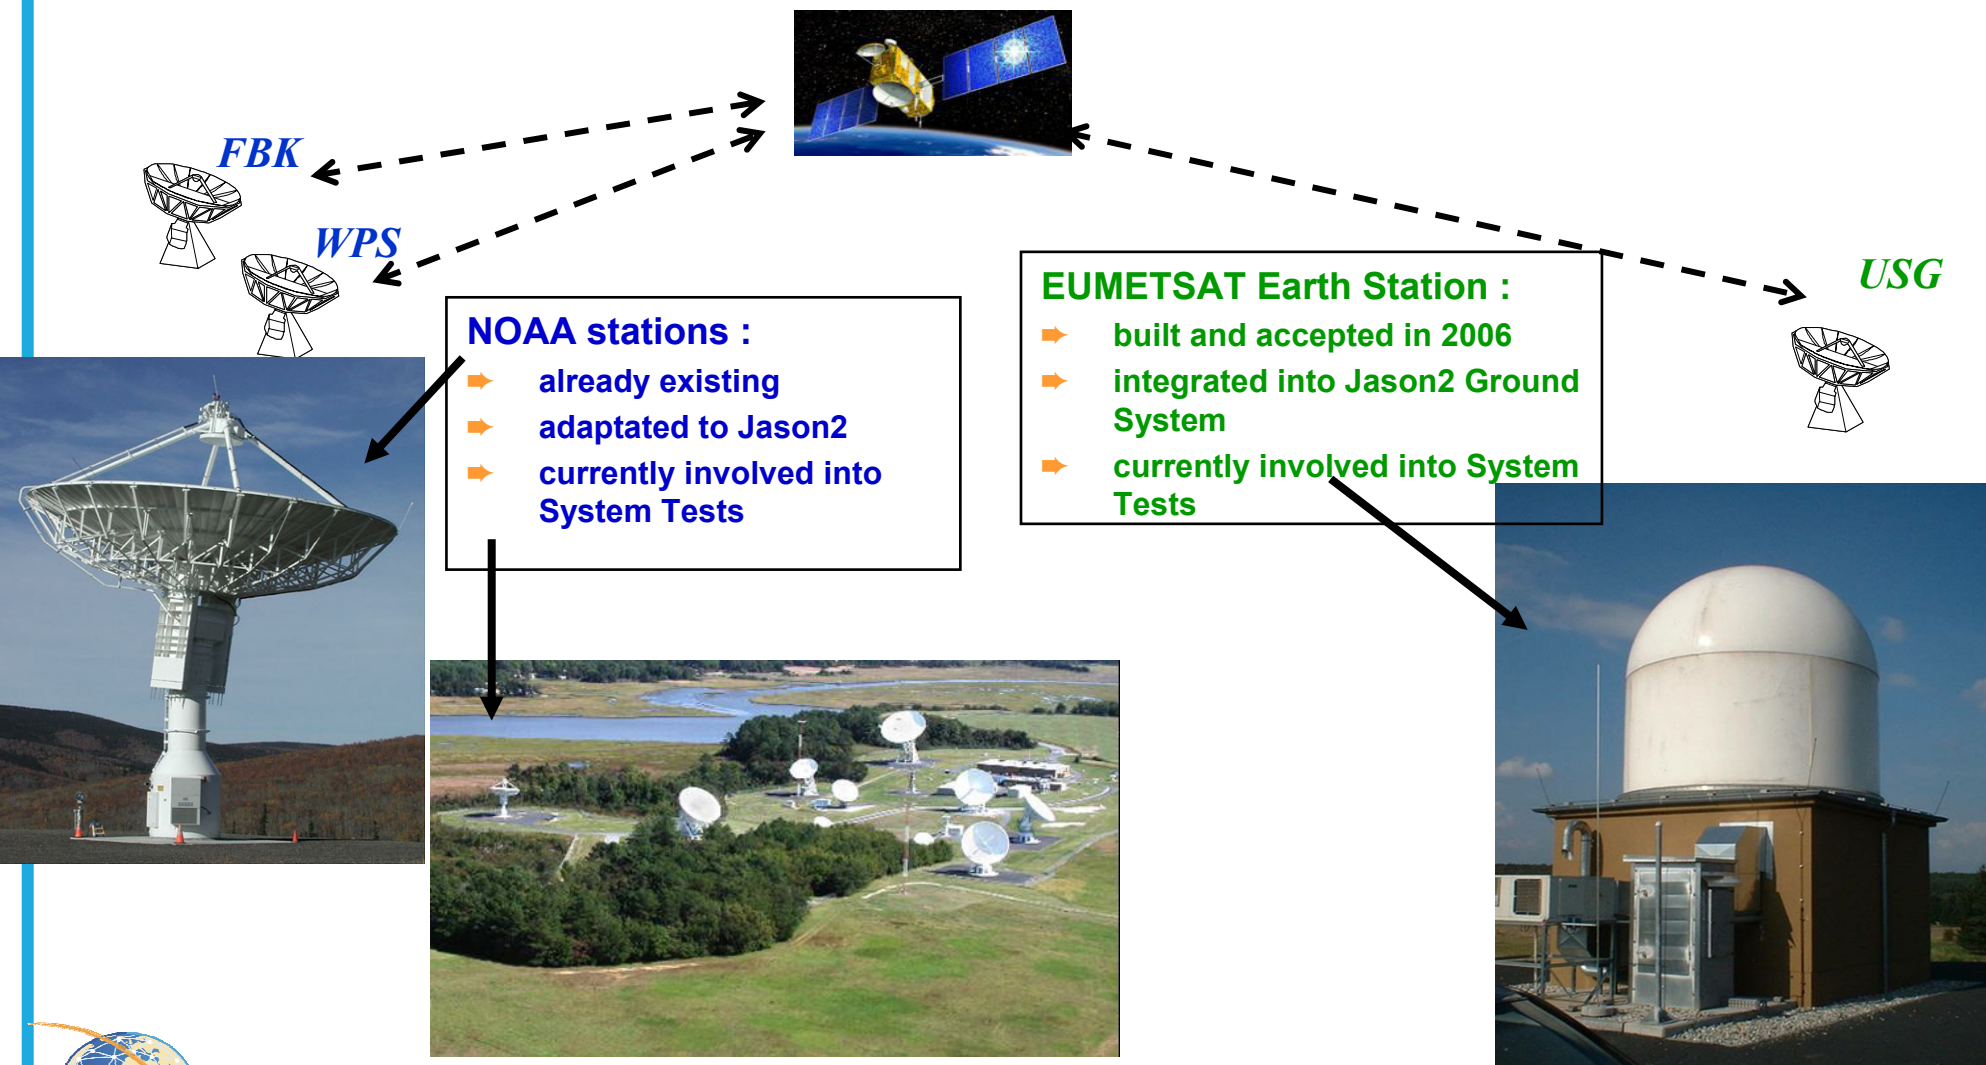 FBK
WPS
USG
NOAA stations :
already existing
adaptated to Jason2
currently involved into
System Tests
EUMETSAT Earth Station :
built and accepted in 2006
integrated into Jason2 Ground
System
currently involved into System
Tests